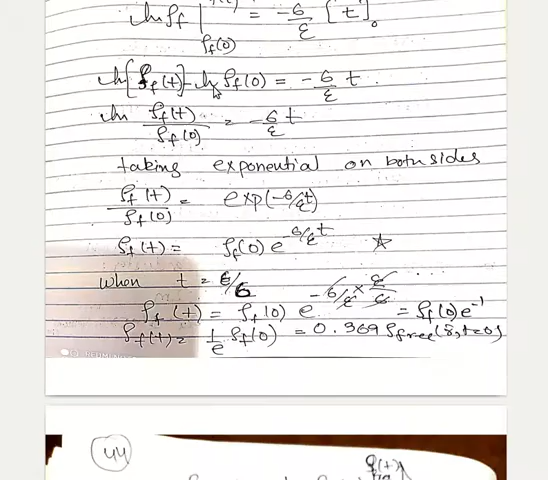 ln ρf | = -σ/ε [t]₀
ρf(0)
ln[ρf(t)] - ln ρf(0) = -σ/ε t
ln ρf(t)/ρf(0) = -σ/ε t
taking exponential on both sides
ρf(t)/ρf(0) = exp(-σ/ε t)
ρf(t) = ρf(0) e^(-σ/ε t) ☆
when t = ε/σ
ρf(t) = ρf(0) e^(-σ/ε × ε/σ) = ρf(0) e⁻¹
ρf(t) = 1/e ρf(0) = 0.369 ρfree(r, t=0)
44
ρf(t)